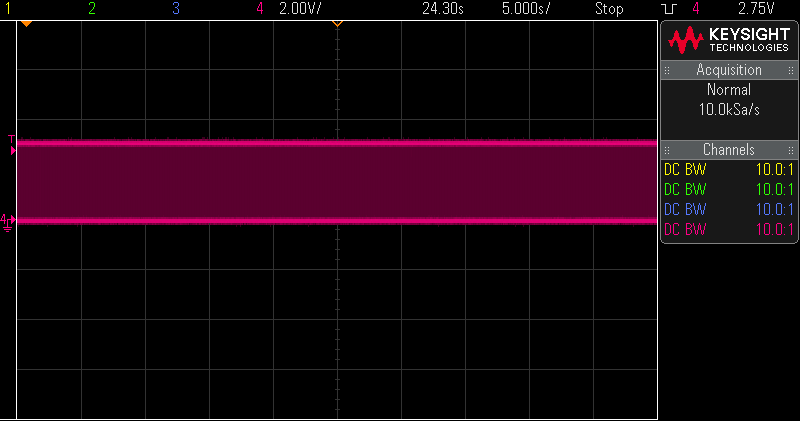 1 2 3 4 2.00V/ 24.30s 5.000s/ Stop 4 2.75V
KEYSIGHT
TECHNOLOGIES
Acquisition
Normal
10.0kSa/s
Channels
DC BW 10.0:1
DC BW 10.0:1
DC BW 10.0:1
DC BW 10.0:1
T
4